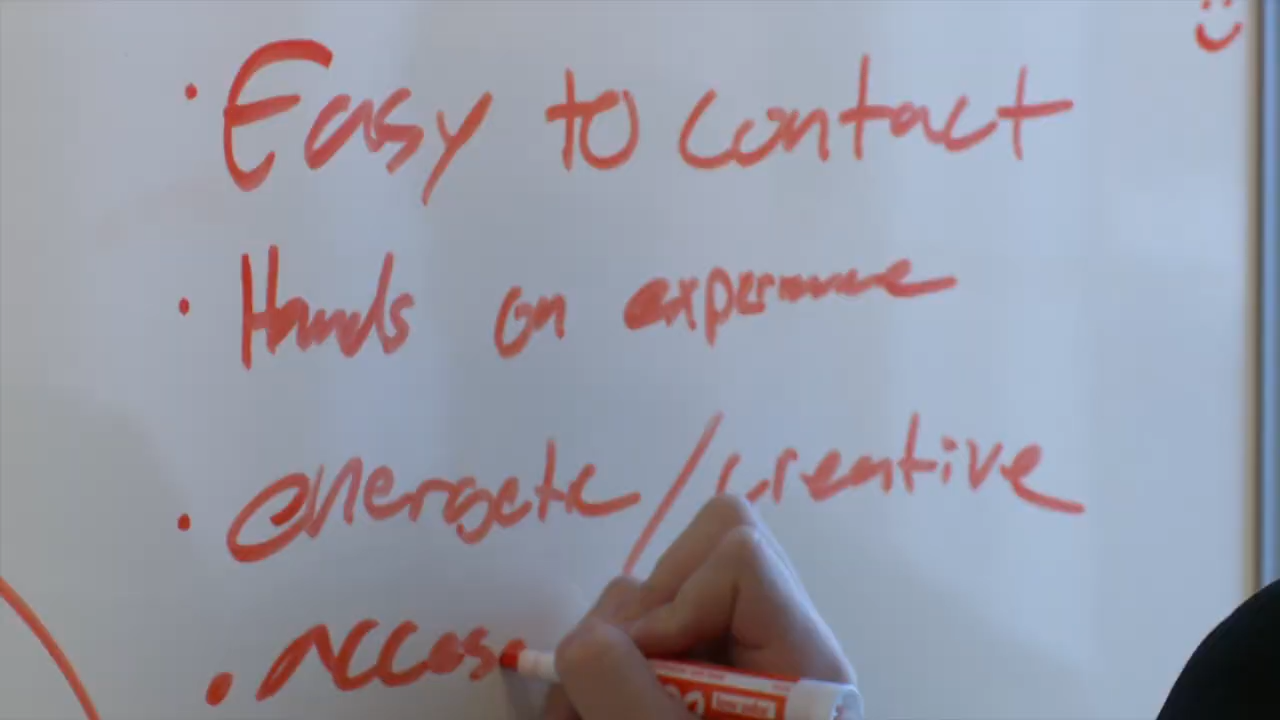 • Easy to contact
• Hands on experience
• energetic/creative
• Access